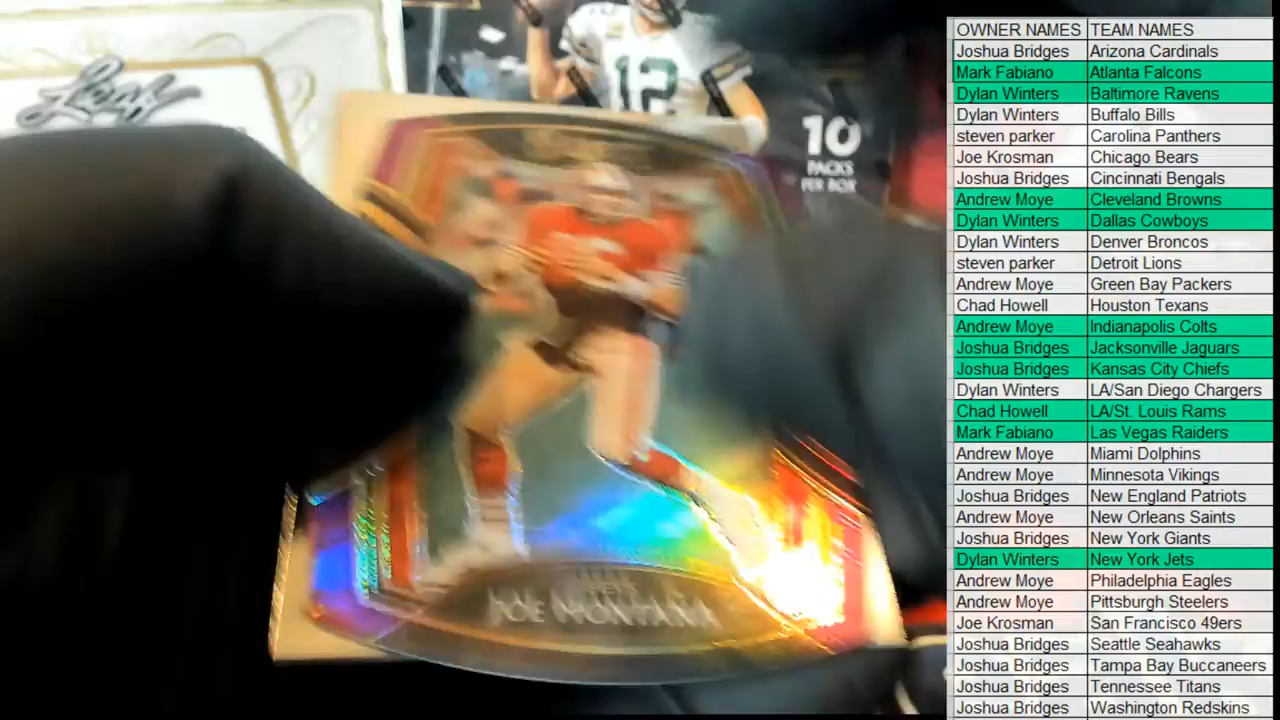 Leaf
12
10
PACKS
PER BOX
JOE MONTANA
OWNER NAMES TEAM NAMES
Joshua Bridges Arizona Cardinals
Mark Fabiano Atlanta Falcons
Dylan Winters Baltimore Ravens
Dylan Winters Buffalo Bills
steven parker Carolina Panthers
Joe Krosman Chicago Bears
Joshua Bridges Cincinnati Bengals
Andrew Moye Cleveland Browns
Dylan Winters Dallas Cowboys
Dylan Winters Denver Broncos
steven parker Detroit Lions
Andrew Moye Green Bay Packers
Chad Howell Houston Texans
Andrew Moye Indianapolis Colts
Joshua Bridges Jacksonville Jaguars
Joshua Bridges Kansas City Chiefs
Dylan Winters LA/San Diego Chargers
Chad Howell LA/St. Louis Rams
Mark Fabiano Las Vegas Raiders
Andrew Moye Miami Dolphins
Andrew Moye Minnesota Vikings
Joshua Bridges New England Patriots
Andrew Moye New Orleans Saints
Joshua Bridges New York Giants
Dylan Winters New York Jets
Andrew Moye Philadelphia Eagles
Andrew Moye Pittsburgh Steelers
Joe Krosman San Francisco 49ers
Joshua Bridges Seattle Seahawks
Joshua Bridges Tampa Bay Buccaneers
Joshua Bridges Tennessee Titans
Joshua Bridges Washington Redskins